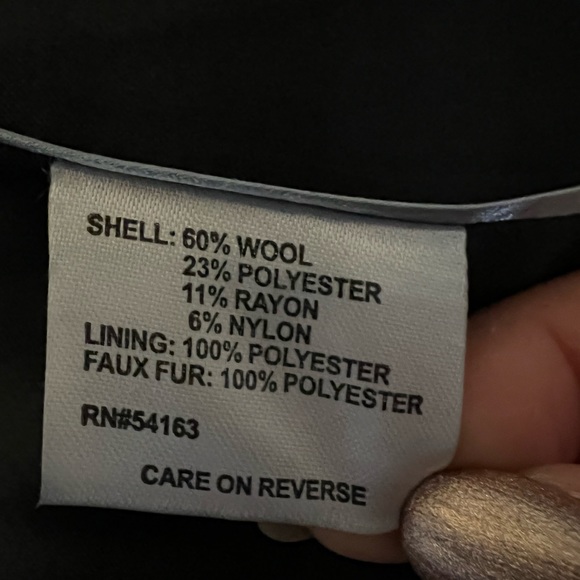 SHELL: 60% WOOL
23% POLYESTER
11% RAYON
6% NYLON
LINING: 100% POLYESTER
FAUX FUR: 100% POLYESTER
RN#54163
CARE ON REVERSE